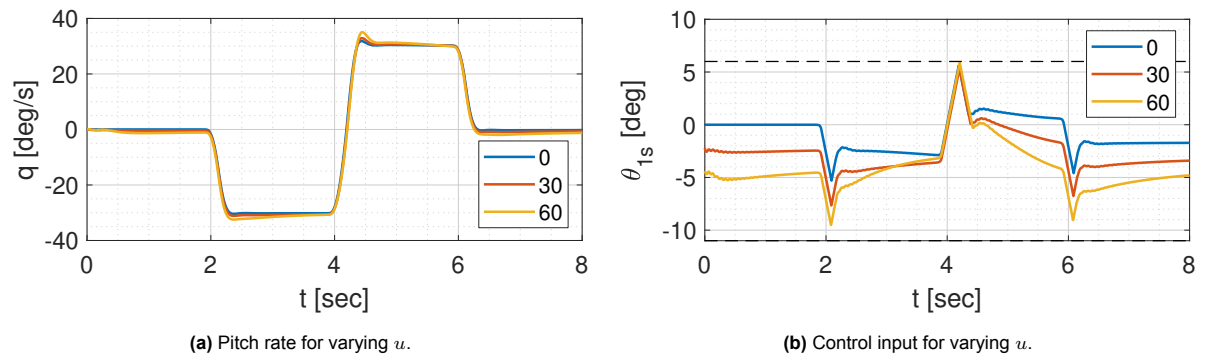 40
20
0
-20
-40
q [deg/s]
0
30
60
0 2 4 6 8
t [sec]
(a) Pitch rate for varying u.
10
5
0
-5
-10
θ1s [deg]
0
30
60
0 2 4 6 8
t [sec]
(b) Control input for varying u.